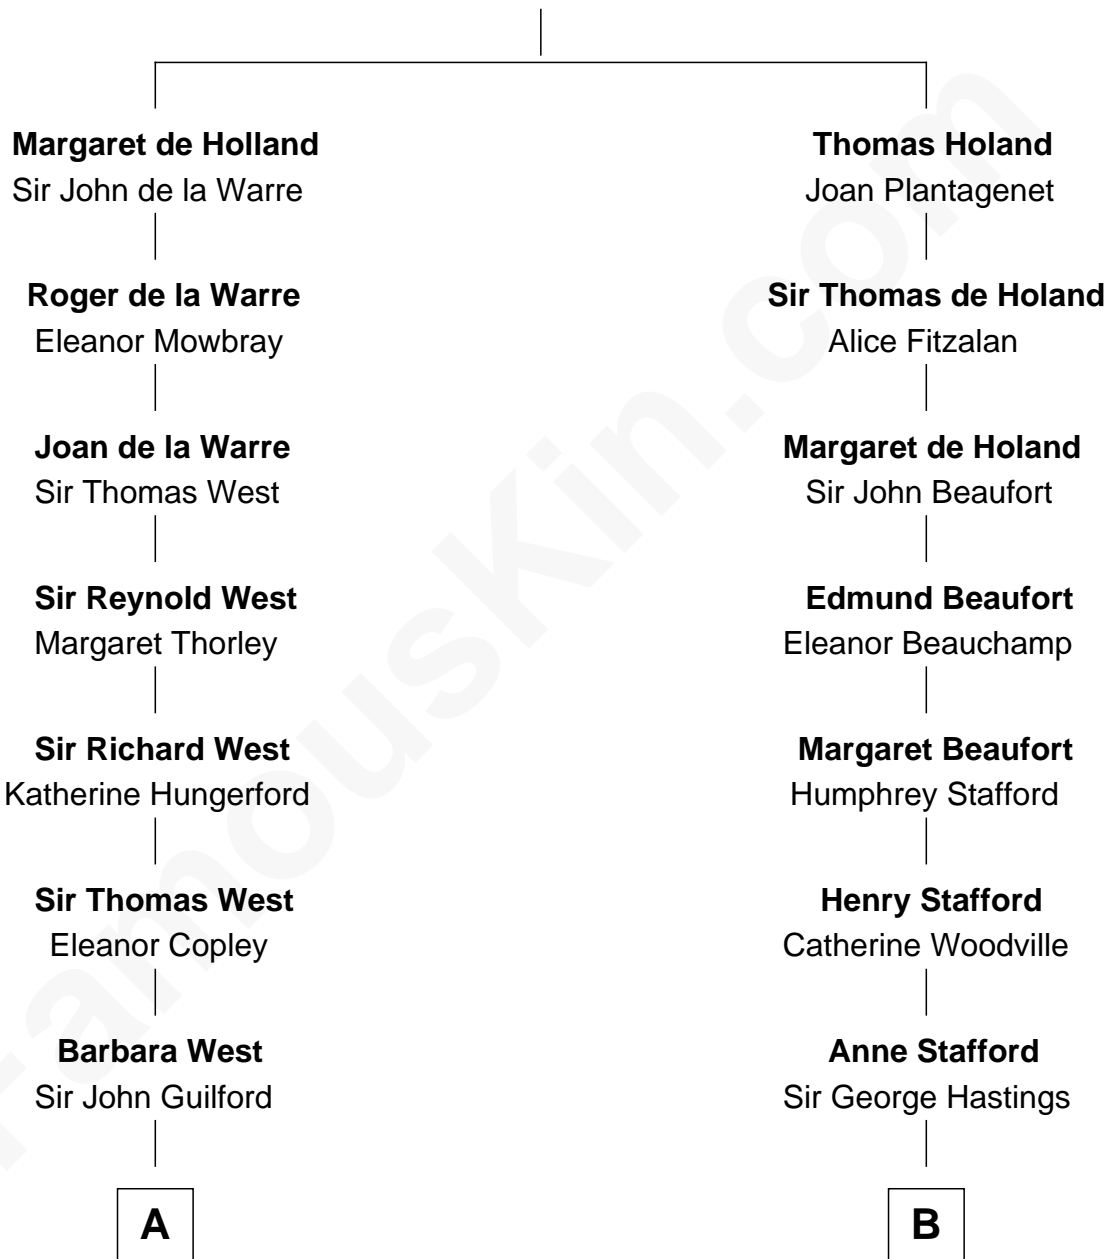 Margaret de Holland
Sir John de la Warre
Roger de la Warre
Eleanor Mowbray
Joan de la Warre
Sir Thomas West
Sir Reynold West
Margaret Thorley
Sir Richard West
Katherine Hungerford
Sir Thomas West
Eleanor Copley
Barbara West
Sir John Guilford
A
Thomas Holand
Joan Plantagenet
Sir Thomas de Holand
Alice Fitzalan
Margaret de Holand
Sir John Beaufort
Edmund Beaufort
Eleanor Beauchamp
Margaret Beaufort
Humphrey Stafford
Henry Stafford
Catherine Woodville
Anne Stafford
Sir George Hastings
B
FamousKin.com